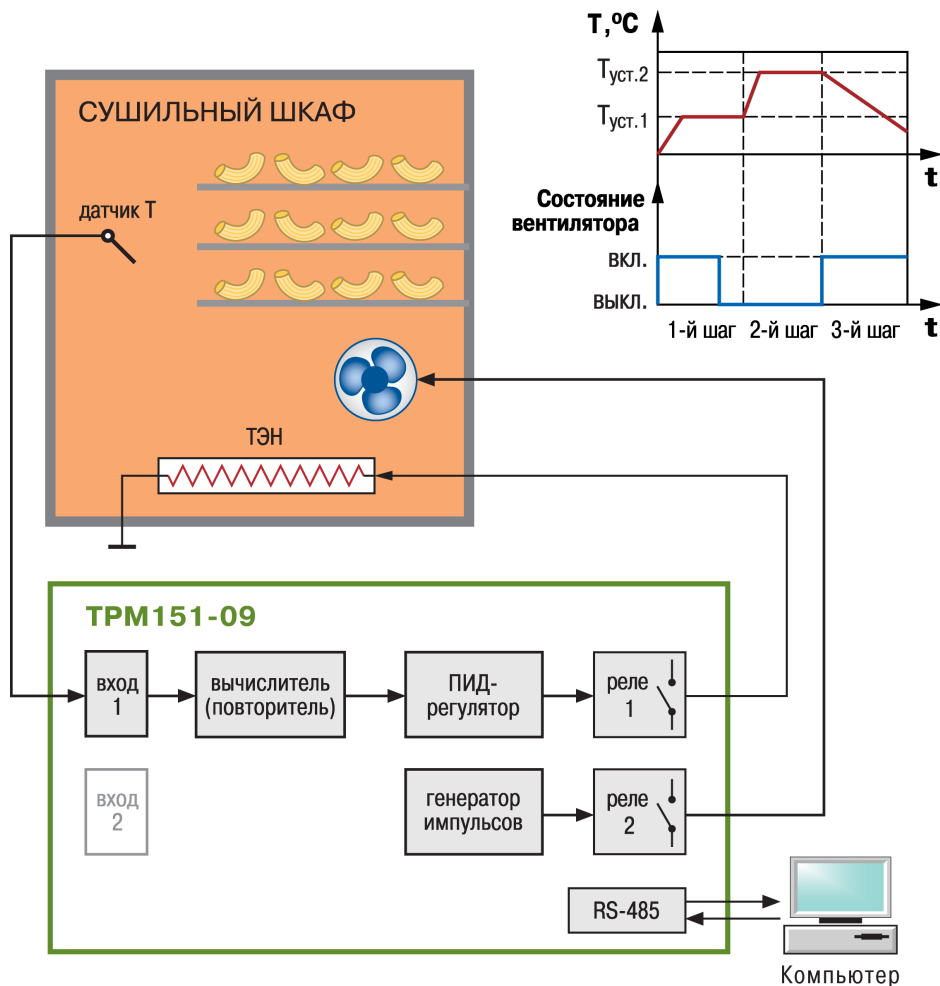 T,ºC
Tуст.2
Tуст.1
t
Состояние
вентилятора
ВКЛ.
ВЫКЛ.
t
1-й шаг
2-й шаг
3-й шаг
СУШИЛЬНЫЙ ШКАФ
датчик Т
ТЭН
ТРМ151-09
вход
1
вычислитель
(повторитель)
ПИД-
регулятор
реле
1
вход
2
генератор
импульсов
реле
2
RS-485
Компьютер